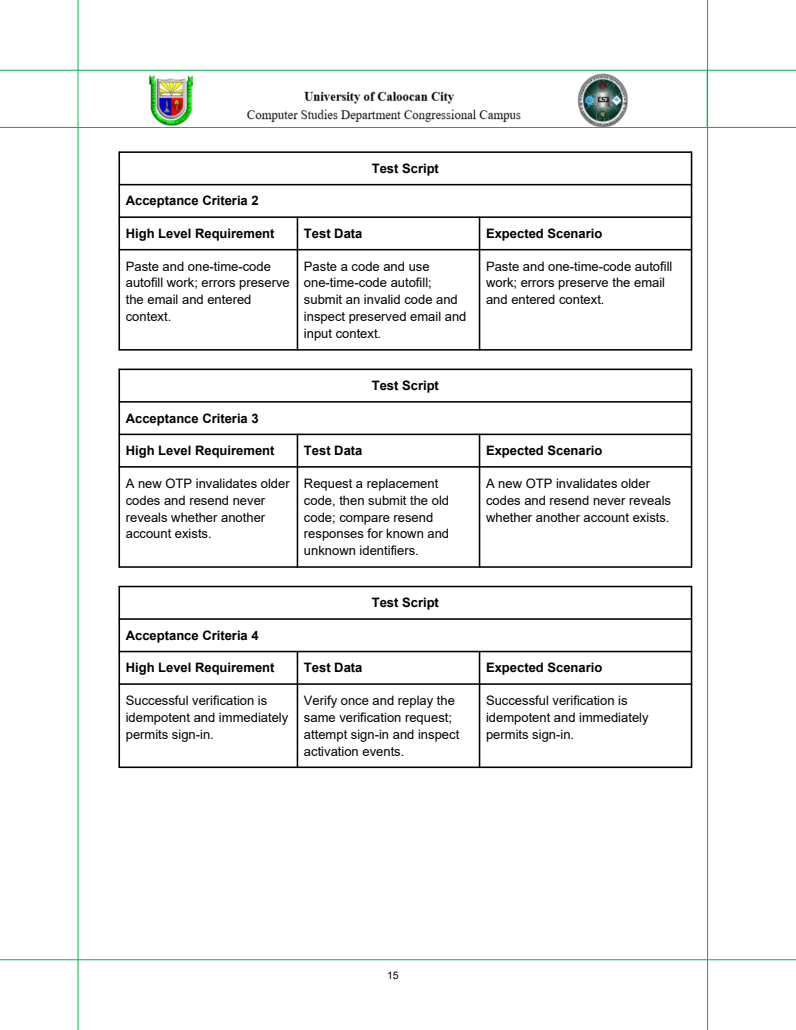 University of Caloocan City
Computer Studies Department Congressional Campus
Test Script
Acceptance Criteria 2
High Level Requirement
Test Data
Expected Scenario
Paste and one-time-code
autofill work; errors preserve
the email and entered
context.
Paste a code and use
one-time-code autofill;
submit an invalid code and
inspect preserved email and
input context.
Paste and one-time-code autofill
work; errors preserve the email
and entered context.
Test Script
Acceptance Criteria 3
High Level Requirement
Test Data
Expected Scenario
A new OTP invalidates older
codes and resend never
reveals whether another
account exists.
Request a replacement
code, then submit the old
code; compare resend
responses for known and
unknown identifiers.
A new OTP invalidates older
codes and resend never reveals
whether another account exists.
Test Script
Acceptance Criteria 4
High Level Requirement
Test Data
Expected Scenario
Successful verification is
idempotent and immediately
permits sign-in.
Verify once and replay the
same verification request;
attempt sign-in and inspect
activation events.
Successful verification is
idempotent and immediately
permits sign-in.
15